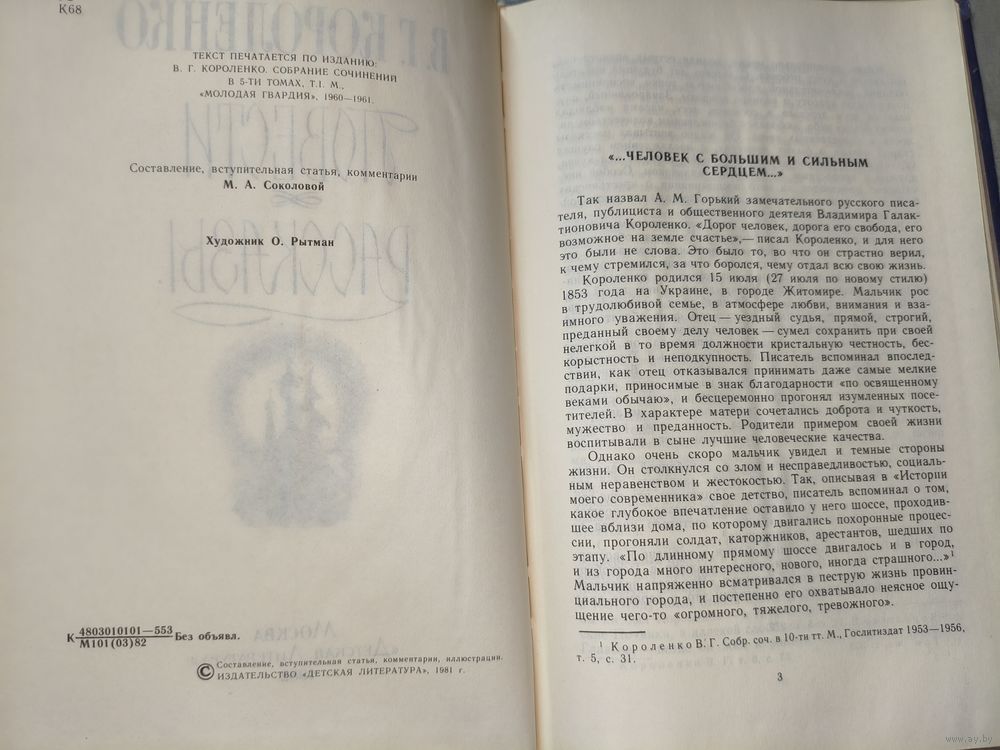 К68
ТЕКСТ ПЕЧАТАЕТСЯ ПО ИЗДАНИЮ:
В. Г. КОРОЛЕНКО. СОБРАНИЕ СОЧИНЕНИЙ
В 5-ТИ ТОМАХ, Т.I. М.,
«МОЛОДАЯ ГВАРДИЯ», 1960—1961.
Составление, вступительная статья, комментарии
М. А. Соколовой
Художник О. Рытман
К 4803010101—553 Без объявл.
М101(03)82
© Составление, вступительная статья, комментарии, иллюстрации.
ИЗДАТЕЛЬСТВО «ДЕТСКАЯ ЛИТЕРАТУРА», 1981 г.
«...ЧЕЛОВЕК С БОЛЬШИМ И СИЛЬНЫМ
СЕРДЦЕМ...»
Так назвал А. М. Горький замечательного русского писа-
теля, публициста и общественного деятеля Владимира Галак-
тионовича Короленко. «Дорог человек, дорога его свобода, его
возможное на земле счастье»,— писал Короленко, и для него
это были не слова. Это было то, во что он страстно верил,
к чему стремился, за что боролся, чему отдал всю свою жизнь.
Короленко родился 15 июля (27 июля по новому стилю)
1853 года на Украине, в городе Житомире. Мальчик рос
в трудолюбивой семье, в атмосфере любви, внимания и вза-
имного уважения. Отец — уездный судья, прямой, строгий,
преданный своему делу человек — сумел сохранить при своей
нелегкой в то время должности кристальную честность, бес-
корыстность и неподкупность. Писатель вспоминал впослед-
ствии, как отец отказывался принимать даже самые мелкие
подарки, приносимые в знак благодарности «по освященному
веками обычаю», и бесцеремонно прогонял изумленных посе-
тителей. В характере матери сочетались доброта и чуткость,
мужество и преданность. Родители примером своей жизни
воспитывали в сыне лучшие человеческие качества.
Однако очень скоро мальчик увидел и темные стороны
жизни. Он столкнулся со злом и несправедливостью, социаль-
ным неравенством и жестокостью. Так, описывая в «Истории
моего современника» свое детство, писатель вспоминал о том,
какое глубокое впечатление оставило у него шоссе, проходив-
шее вблизи дома, по которому двигались похоронные процес-
сии, прогоняли солдат, каторжников, арестантов, шедших по
этапу. «По длинному прямому шоссе двигалось и в город,
и из города много интересного, нового, иногда страшного...»¹
Мальчик напряженно всматривался в пеструю жизнь провин-
циального города, и постепенно его охватывало неясное ощу-
щение чего-то «огромного, тяжелого, тревожного».
¹ Короленко В. Г. Собр. соч. в 10-ти тт. М., Гослитиздат 1953—1956,
т. 5, с. 31.
3
www.ay.by